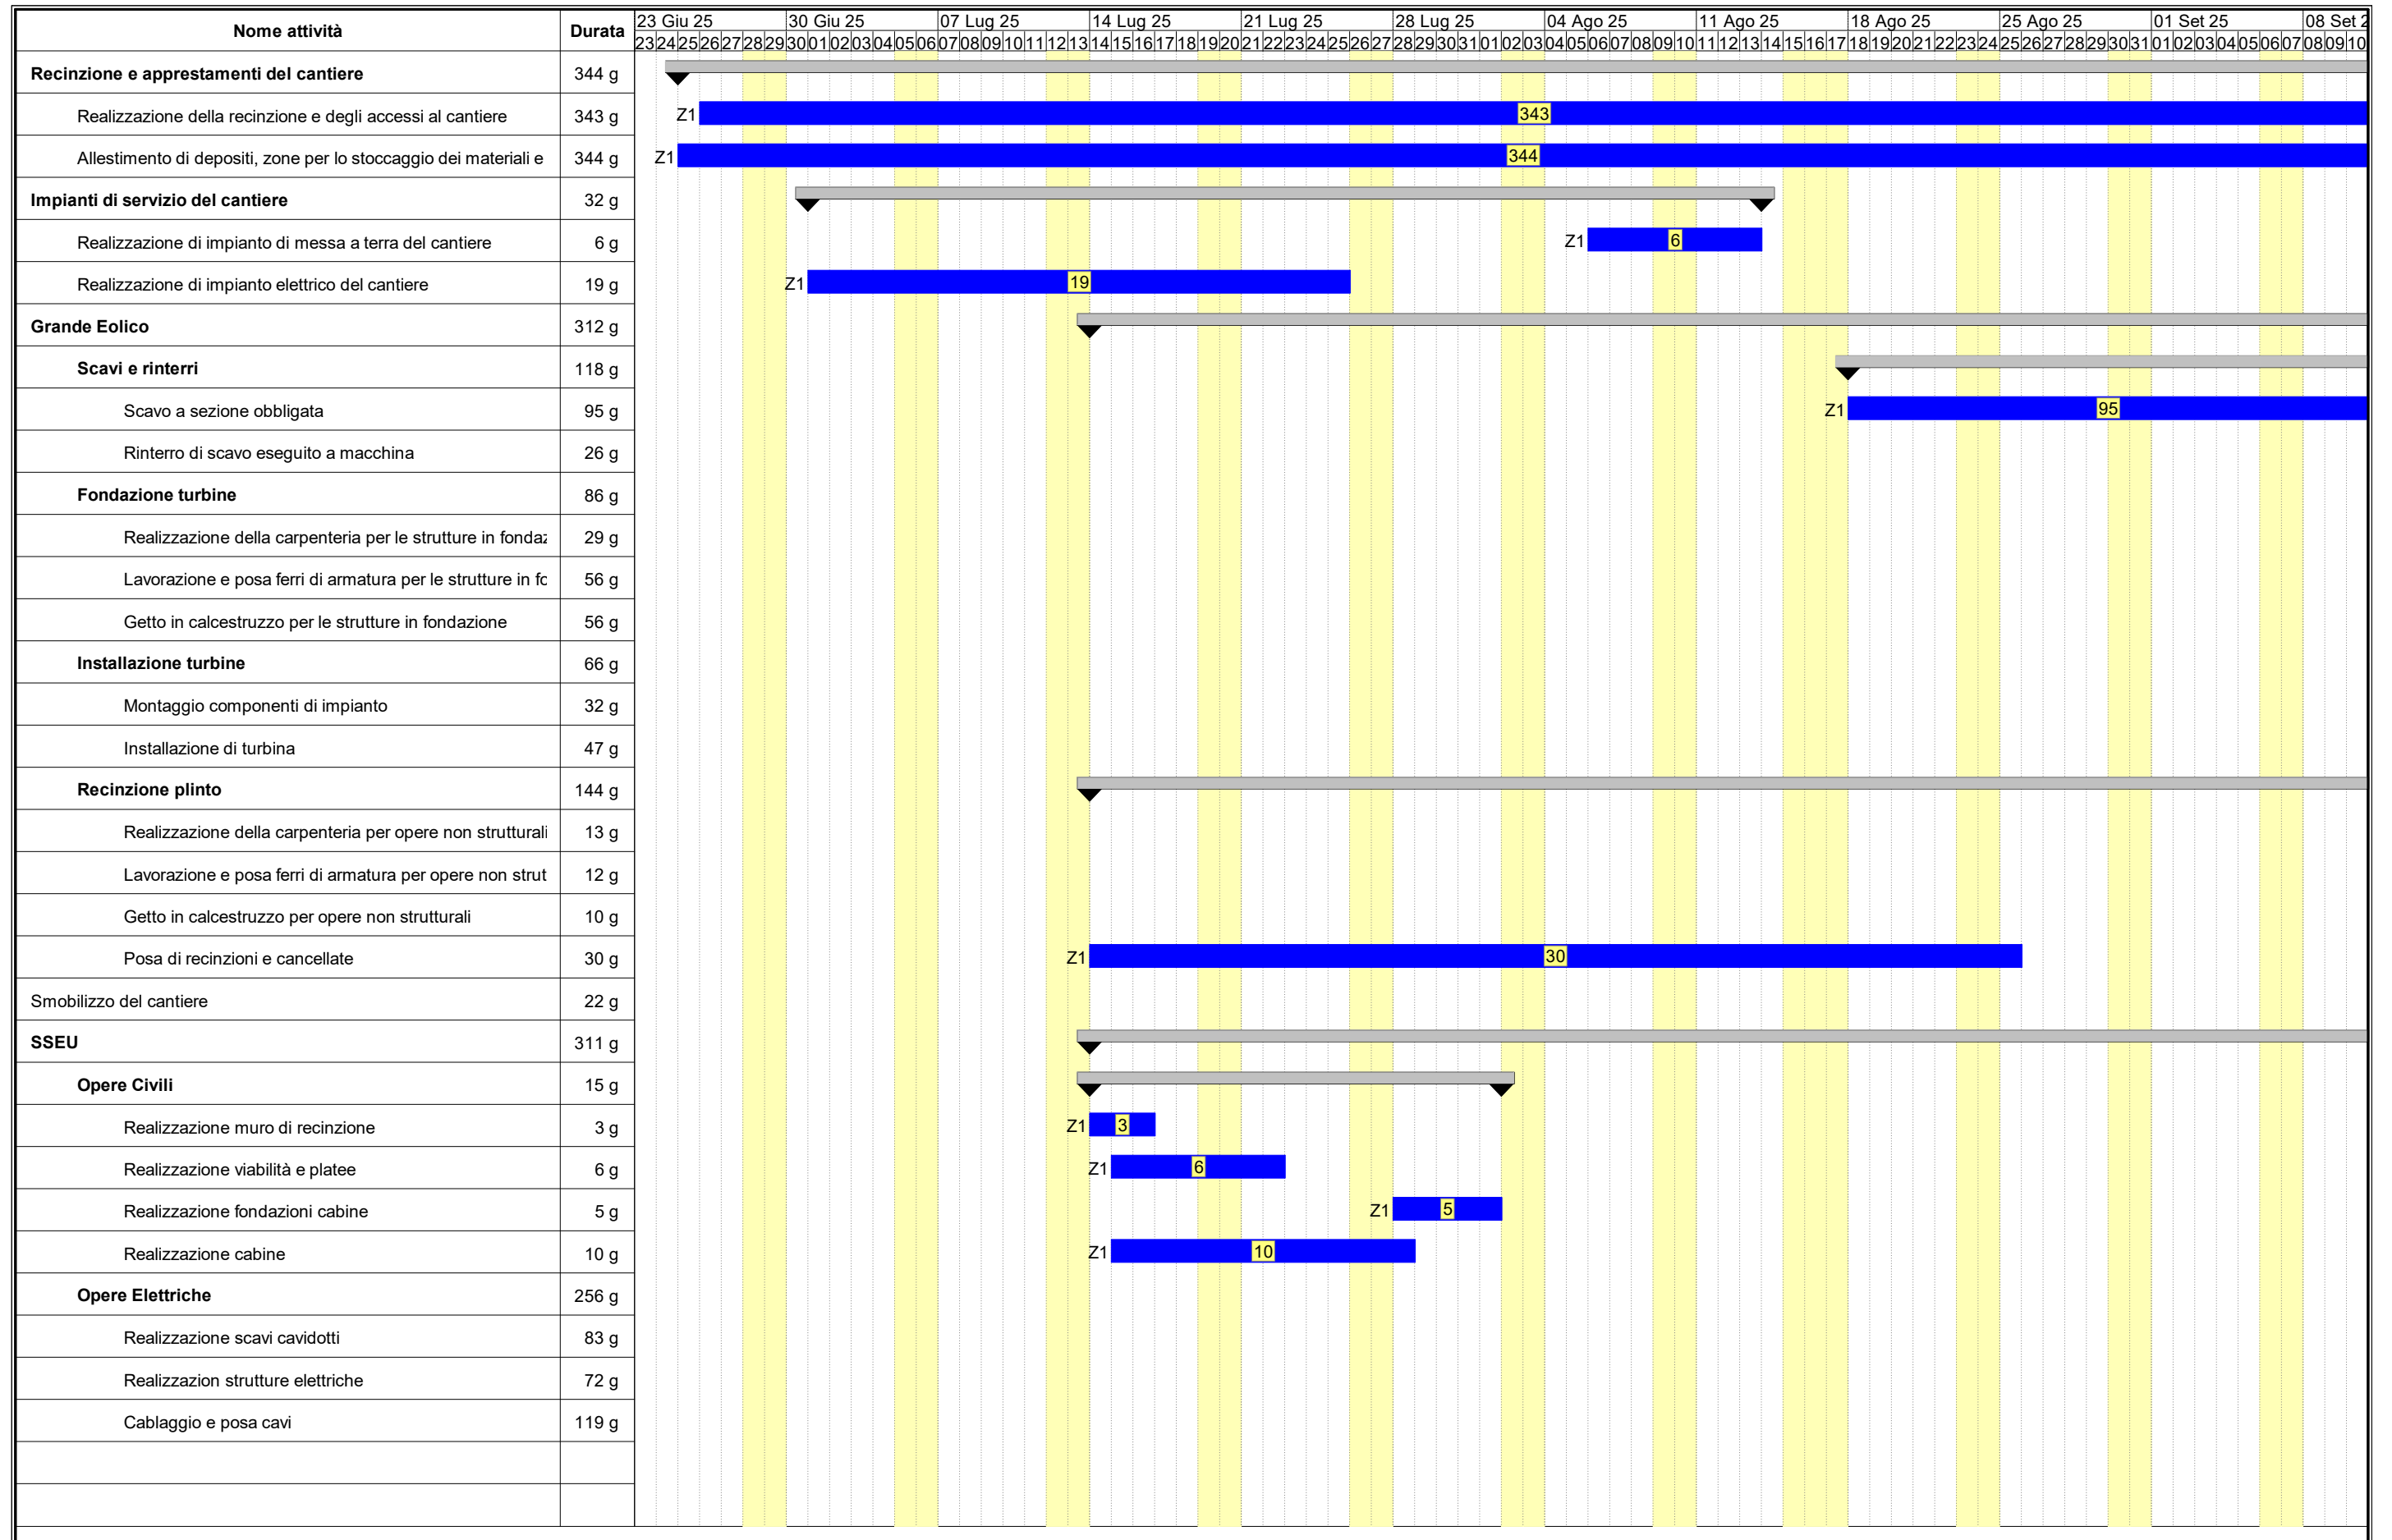 Nome attività Durata 23 Giu 25 30 Giu 25 07 Lug 25 14 Lug 25 21 Lug 25 28 Lug 25 04 Ago 25 11 Ago 25 18 Ago 25 25 Ago 25 01 Set 25 08 Set 2
23 24 25 26 27 28 29 30 01 02 03 04 05 06 07 08 09 10 11 12 13 14 15 16 17 18 19 20 21 22 23 24 25 26 27 28 29 30 31 01 02 03 04 05 06 07 08 09 10 11 12 13 14 15 16 17 18 19 20 21 22 23 24 25 26 27 28 29 30 31 01 02 03 04 05 06 07 08 09 10
Recinzione e apprestamenti del cantiere 344 g
Realizzazione della recinzione e degli accessi al cantiere 343 g Z1 343
Allestimento di depositi, zone per lo stoccaggio dei materiali e 344 g Z1 344
Impianti di servizio del cantiere 32 g
Realizzazione di impianto di messa a terra del cantiere 6 g Z1 6
Realizzazione di impianto elettrico del cantiere 19 g Z1 19
Grande Eolico 312 g
Scavi e rinterri 118 g
Scavo a sezione obbligata 95 g Z1 95
Rinterro di scavo eseguito a macchina 26 g
Fondazione turbine 86 g
Realizzazione della carpenteria per le strutture in fondaz 29 g
Lavorazione e posa ferri di armatura per le strutture in fo 56 g
Getto in calcestruzzo per le strutture in fondazione 56 g
Installazione turbine 66 g
Montaggio componenti di impianto 32 g
Installazione di turbina 47 g
Recinzione plinto 144 g
Realizzazione della carpenteria per opere non strutturali 13 g
Lavorazione e posa ferri di armatura per opere non strut 12 g
Getto in calcestruzzo per opere non strutturali 10 g
Posa di recinzioni e cancellate 30 g Z1 30
Smobilizzo del cantiere 22 g
SSEU 311 g
Opere Civili 15 g
Realizzazione muro di recinzione 3 g Z1 3
Realizzazione viabilità e platee 6 g Z1 6
Realizzazione fondazioni cabine 5 g Z1 5
Realizzazione cabine 10 g Z1 10
Opere Elettriche 256 g
Realizzazione scavi cavidotti 83 g
Realizzazion strutture elettriche 72 g
Cablaggio e posa cavi 119 g